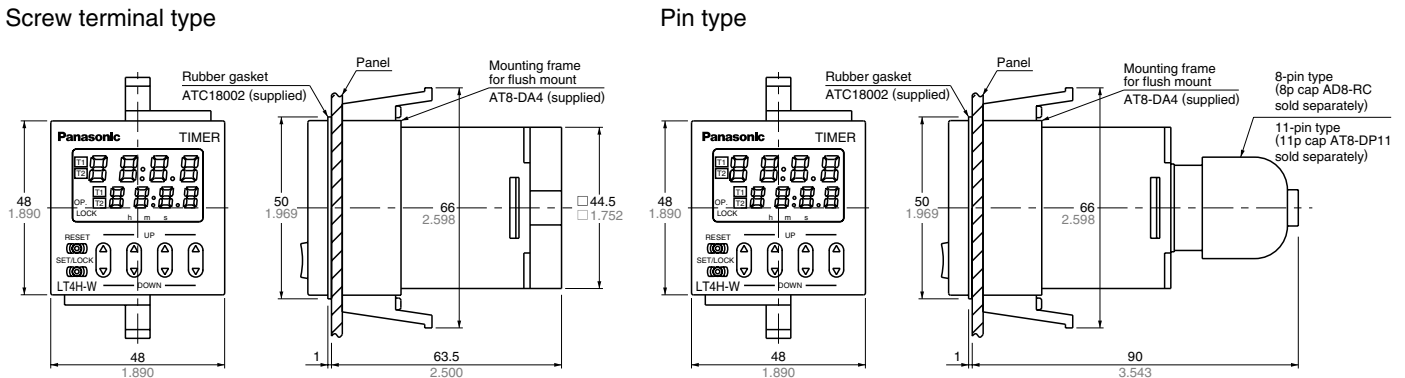 Screw terminal type
Rubber gasket
ATC18002 (supplied)
Panel
Mounting frame
for flush mount
AT8-DA4 (supplied)
Panasonic TIMER
T1
T2
T1
T2
OP.
LOCK
h m s
RESET
UP
SET/LOCK
LT4H-W
DOWN
48
1.890
48
1.890
50
1.969
66
2.598
□44.5
□1.752
1
63.5
2.500
Pin type
Rubber gasket
ATC18002 (supplied)
Panel
Mounting frame
for flush mount
AT8-DA4 (supplied)
8-pin type
(8p cap AD8-RC
sold separately)
11-pin type
(11p cap AT8-DP11
sold separately)
Panasonic TIMER
T1
T2
T1
T2
OP.
LOCK
h m s
RESET
UP
SET/LOCK
LT4H-W
DOWN
48
1.890
48
1.890
50
1.969
66
2.598
1
90
3.543